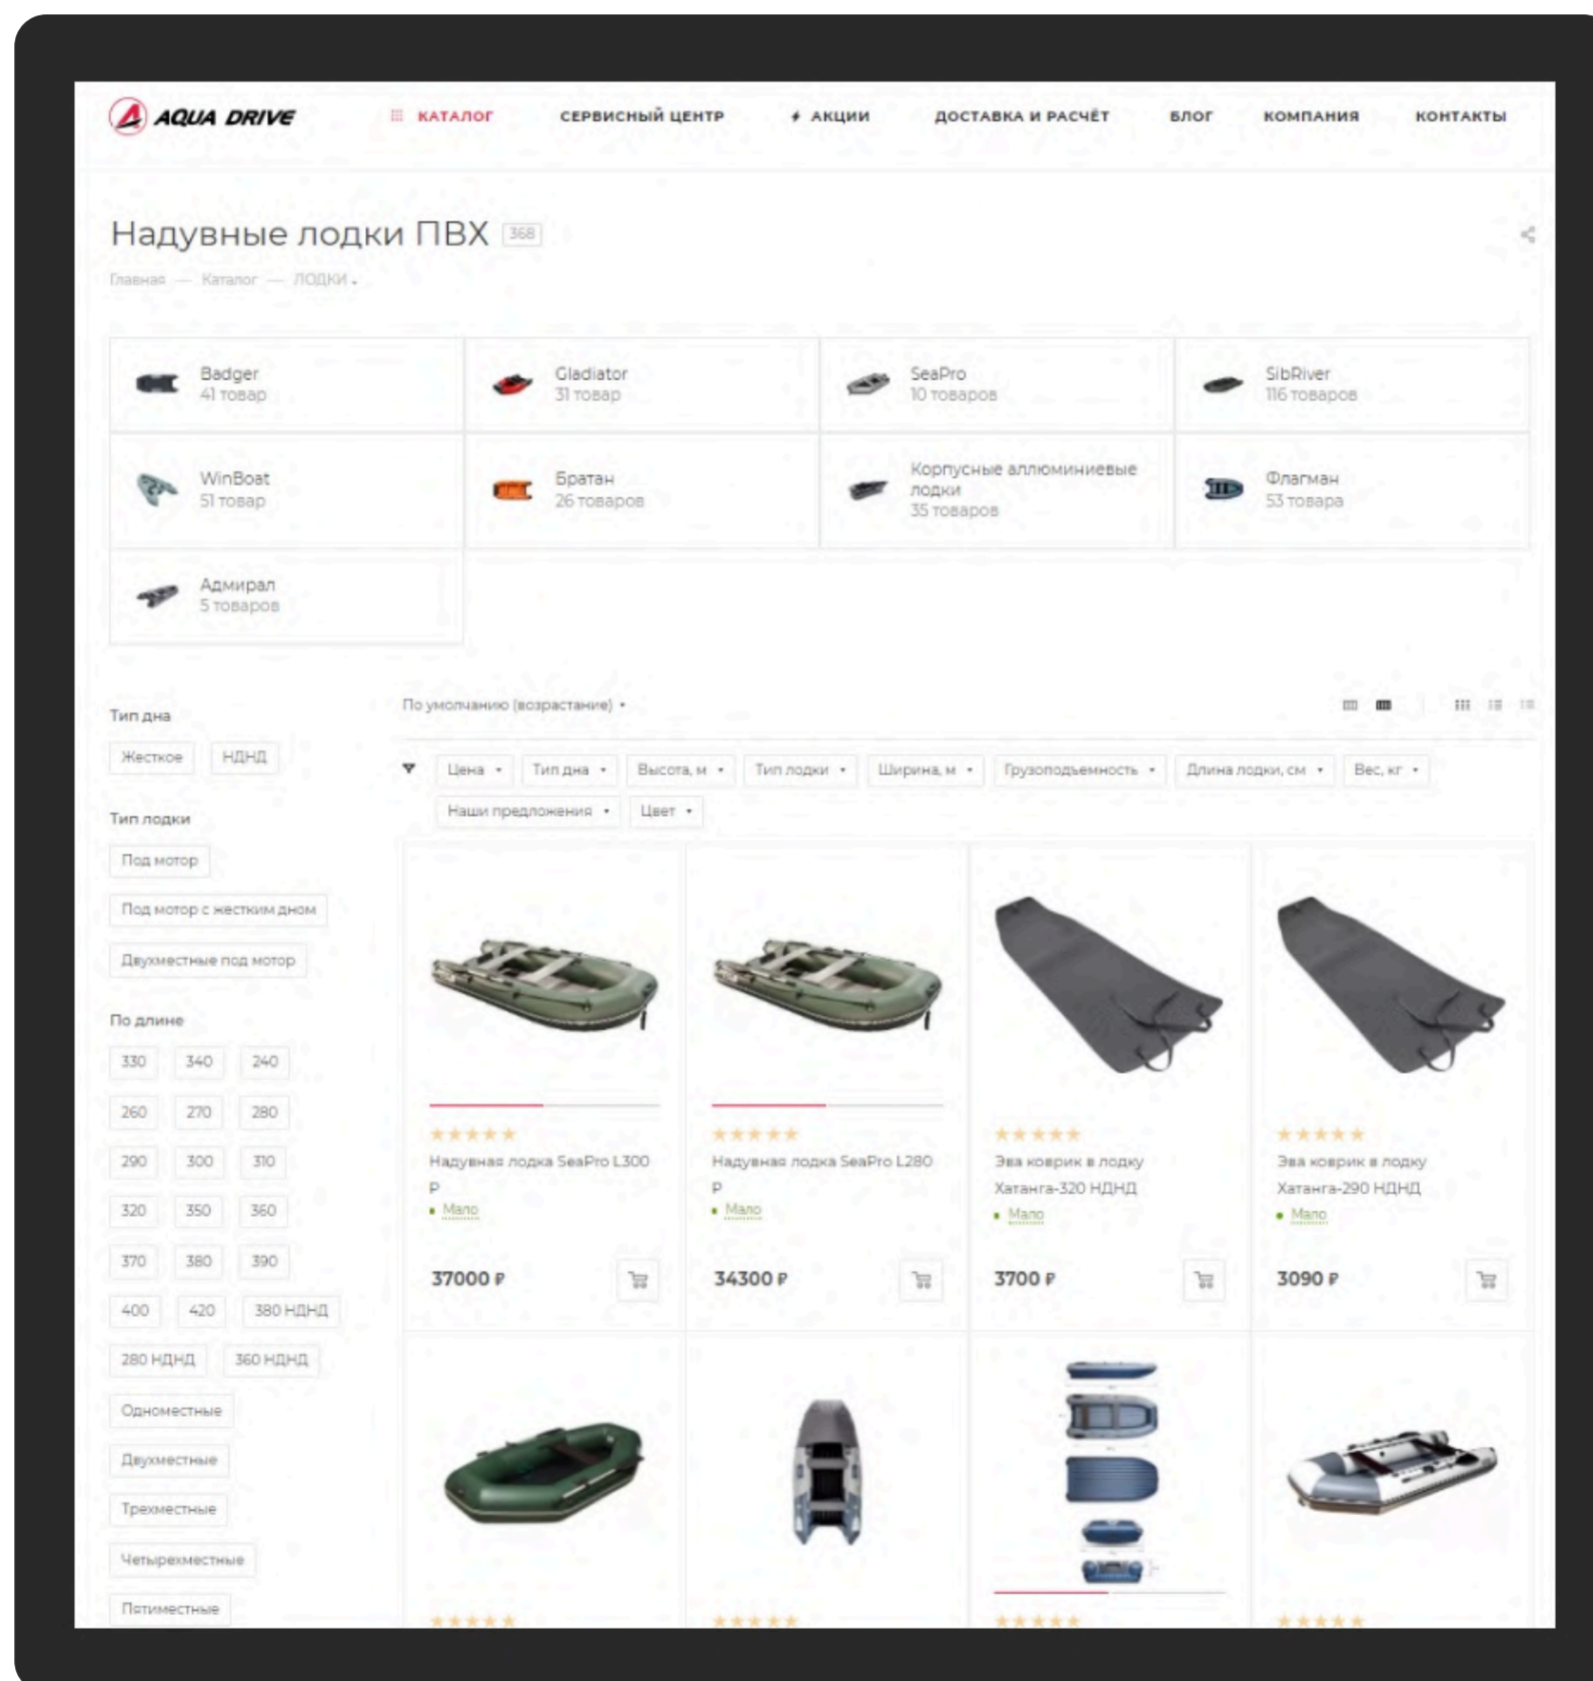 AQUA DRIVE
КАТАЛОГ
СЕРВИСНЫЙ ЦЕНТР
АКЦИИ
ДОСТАВКА И РАСЧЁТ
БЛОГ
КОМПАНИЯ
КОНТАКТЫ
Надувные лодки ПВХ 368
Главная — Каталог — ЛОДКИ
Badger
41 товар
Gladiator
31 товар
SeaPro
10 товаров
SibRiver
116 товаров
WinBoat
51 товар
Братан
26 товаров
Корпусные аллюминиевые
лодки
35 товаров
Флагман
53 товара
Адмирал
5 товаров
Тип дна
Жесткое
НДНД
Тип лодки
Под мотор
Под мотор с жестким дном
Двухместные под мотор
По длине
330 340 240
260 270 280
290 300 310
320 350 360
370 380 390
400 420 380 НДНД
280 НДНД 360 НДНД
Одноместные
Двухместные
Трехместные
Четырехместные
Пятиместные
По умолчанию (возрастание)
Цена
Тип дна
Высота, м
Тип лодки
Ширина, м
Грузоподъемность
Длина лодки, см
Вес, кг
Наши предложения
Цвет
Надувная лодка SeaPro L300
P
Мало
37000 ₽
Надувная лодка SeaPro L280
P
Мало
34300 ₽
Эва коврик в лодку
Хатанга-320 НДНД
Мало
3700 ₽
Эва коврик в лодку
Хатанга-290 НДНД
Мало
3090 ₽